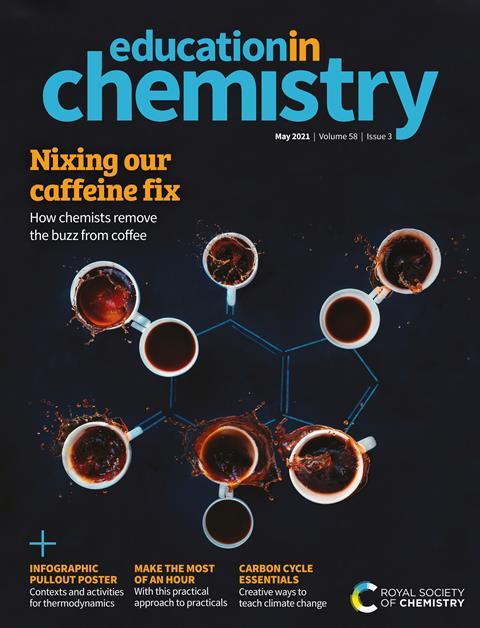 educationin
chemistry
May 2021 | Volume 58 | Issue 3
Nixing our
caffeine fix
How chemists remove
the buzz from coffee
INFOGRAPHIC
PULLOUT POSTER
Contexts and activities
for thermodynamics
MAKE THE MOST
OF AN HOUR
With this practical
approach to practicals
CARBON CYCLE
ESSENTIALS
Creative ways to
teach climate change
ROYAL SOCIETY
OF CHEMISTRY